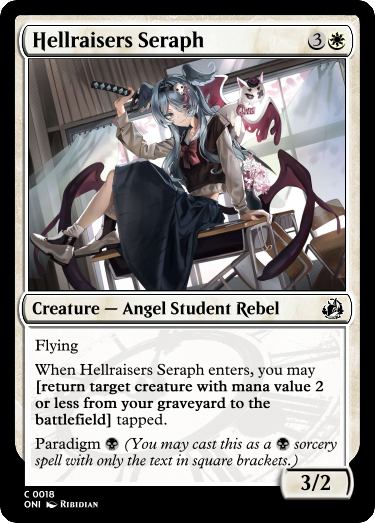 Hellraisers Seraph 3
Creature — Angel Student Rebel
Flying
When Hellraisers Seraph enters, you may
[return target creature with mana value 2
or less from your graveyard to the
battlefield] tapped.
Paradigm (You may cast this as a sorcery
spell with only the text in square brackets.)
3/2
C 0018
ONI Ribidian